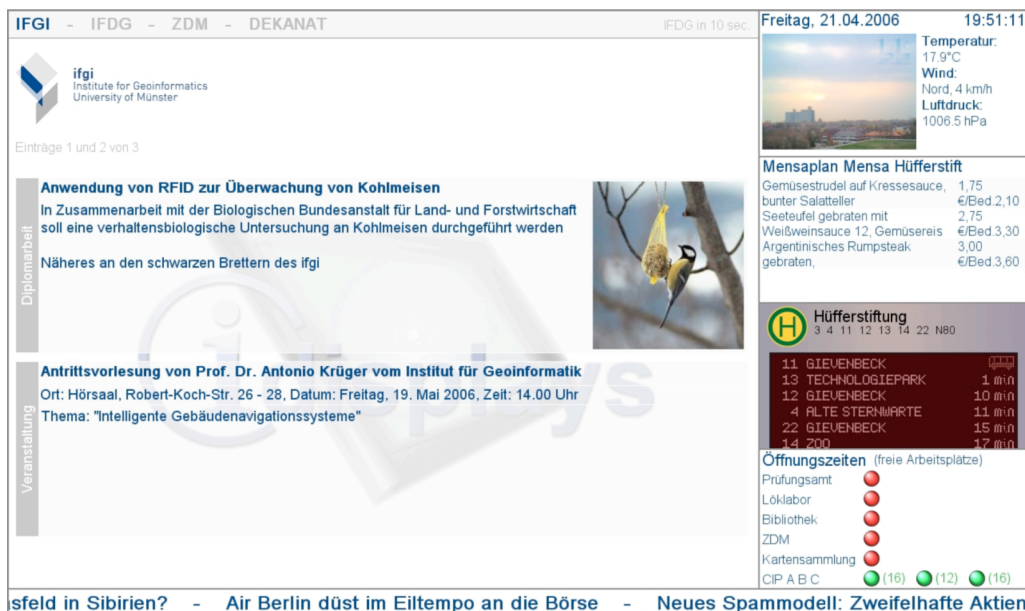 IFGI - IFDG - ZDM - DEKANAT
IFDG in 10 sec.
ifgi
Institute for Geoinformatics
University of Münster
Einträge 1 und 2 von 3
Diplomarbeit
Anwendung von RFID zur Überwachung von Kohlmeisen
In Zusammenarbeit mit der Biologischen Bundesanstalt für Land- und Forstwirtschaft
soll eine verhaltensbiologische Untersuchung an Kohlmeisen durchgeführt werden
Näheres an den schwarzen Brettern des ifgi
idisplays
Veranstaltung
Antrittsvorlesung von Prof. Dr. Antonio Krüger vom Institut für Geoinformatik
Ort: Hörsaal, Robert-Koch-Str. 26 - 28, Datum: Freitag, 19. Mai 2006, Zeit: 14.00 Uhr
Thema: "Intelligente Gebäudenavigationssysteme"
Freitag, 21.04.2006 19:51:11
Temperatur:
17.9°C
Wind:
Nord, 4 km/h
Luftdruck:
1006.5 hPa
Mensaplan Mensa Hüfferstift
Gemüsestrudel auf Kressesauce, 1,75
bunter Salatteller €/Bed.2,10
Seeteufel gebraten mit 2,75
Weißweinsauce 12, Gemüsereis €/Bed.3,30
Argentinisches Rumpsteak 3,00
gebraten, €/Bed.3,60
H
Hüfferstiftung
3 4 11 12 13 14 22 N80
11 GIEVENBECK
13 TECHNOLOGIEPARK 1 min
12 GIEVENBECK 10 min
4 ALTE STERNWARTE 11 min
22 GIEVENBECK 15 min
14 ZOO 17 min
Öffnungszeiten (freie Arbeitsplätze)
Prüfungsamt
Löklabor
Bibliothek
ZDM
Kartensammlung
CIP A B C (16) (12) (16)
sfeld in Sibirien? - Air Berlin düst im Eiltempo an die Börse - Neues Spammodell: Zweifelhafte Aktien